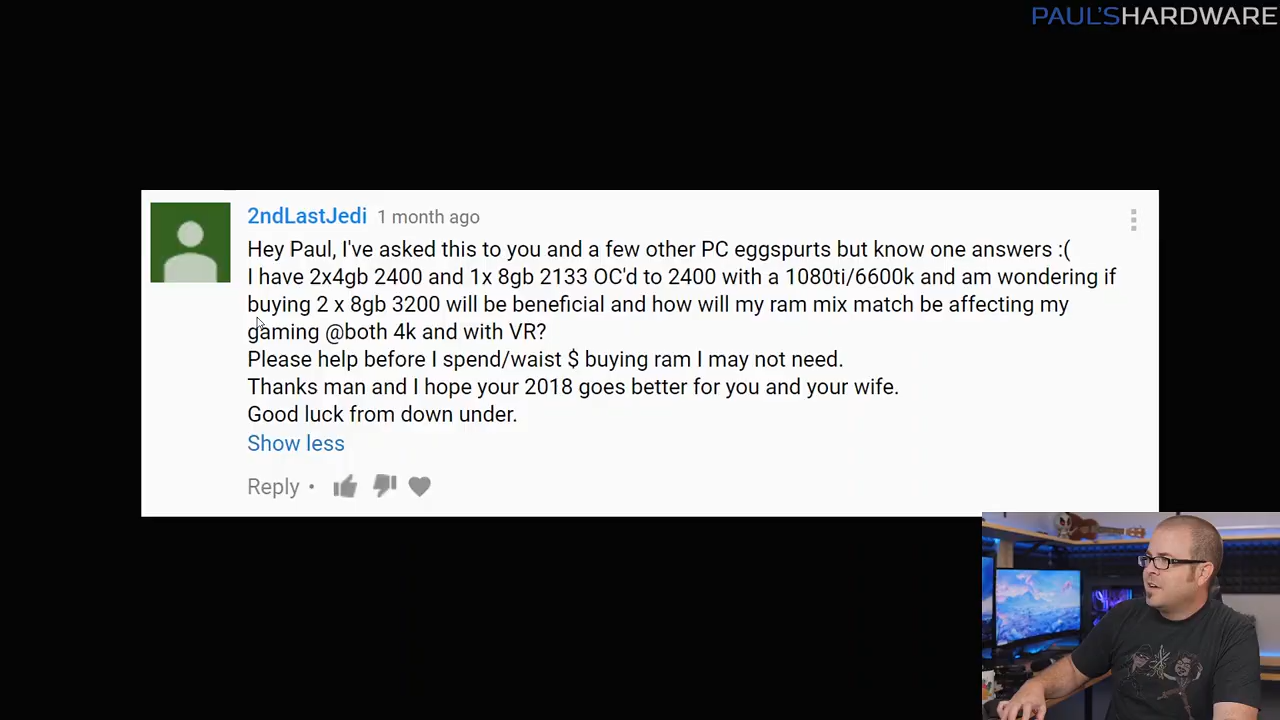 PAUL'SHARDWARE
2ndLastJedi 1 month ago
Hey Paul, I've asked this to you and a few other PC eggspurts but know one answers :(
I have 2x4gb 2400 and 1x 8gb 2133 OC'd to 2400 with a 1080ti/6600k and am wondering if
buying 2 x 8gb 3200 will be beneficial and how will my ram mix match be affecting my
gaming @both 4k and with VR?
Please help before I spend/waist $ buying ram I may not need.
Thanks man and I hope your 2018 goes better for you and your wife.
Good luck from down under.
Show less
Reply •